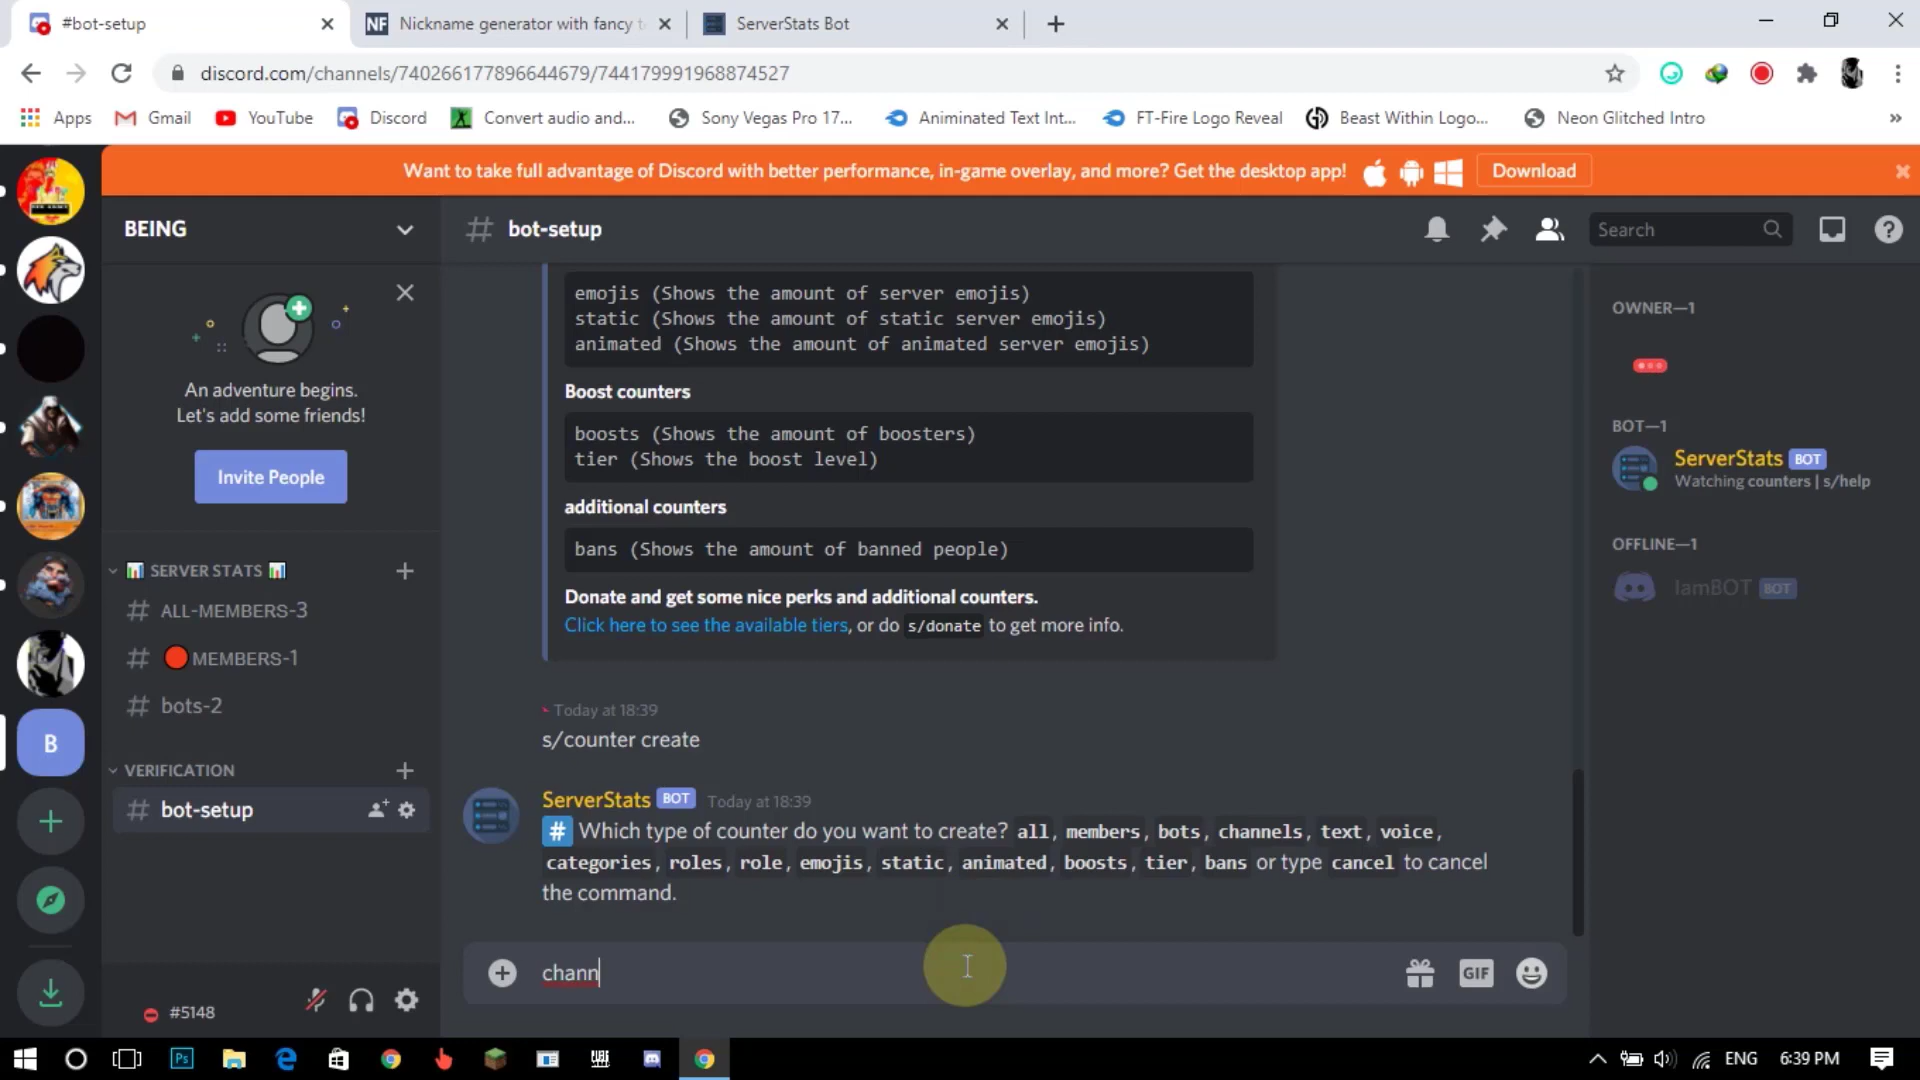 #bot-setup
Nickname generator with fancy t
ServerStats Bot
discord.com/channels/740266177896644679/744179991968874527
Apps
Gmail
YouTube
Discord
Convert audio and...
Sony Vegas Pro 17...
Animinated Text Int...
FT-Fire Logo Reveal
Beast Within Logo...
Neon Glitched Intro
»
Want to take full advantage of Discord with better performance, in-game overlay, and more? Get the desktop app!
Download
BEING
# bot-setup
Search
An adventure begins.
Let's add some friends!
Invite People
📊 SERVER STATS 📊
# ALL-MEMBERS-3
# 🔴MEMBERS-1
# bots-2
VERIFICATION
# bot-setup
B
#5148
emojis (Shows the amount of server emojis)
static (Shows the amount of static server emojis)
animated (Shows the amount of animated server emojis)
Boost counters
boosts (Shows the amount of boosters)
tier (Shows the boost level)
additional counters
bans (Shows the amount of banned people)
Donate and get some nice perks and additional counters.
Click here to see the available tiers, or do s/donate to get more info.
Today at 18:39
s/counter create
ServerStats BOT Today at 18:39
# Which type of counter do you want to create? all, members, bots, channels, text, voice,
categories, roles, role, emojis, static, animated, boosts, tier, bans or type cancel to cancel
the command.
chann
GIF
OWNER—1
BOT—1
ServerStats BOT
Watching counters | s/help
OFFLINE—1
IamBOT BOT
NF
Ps
ENG
6:39 PM